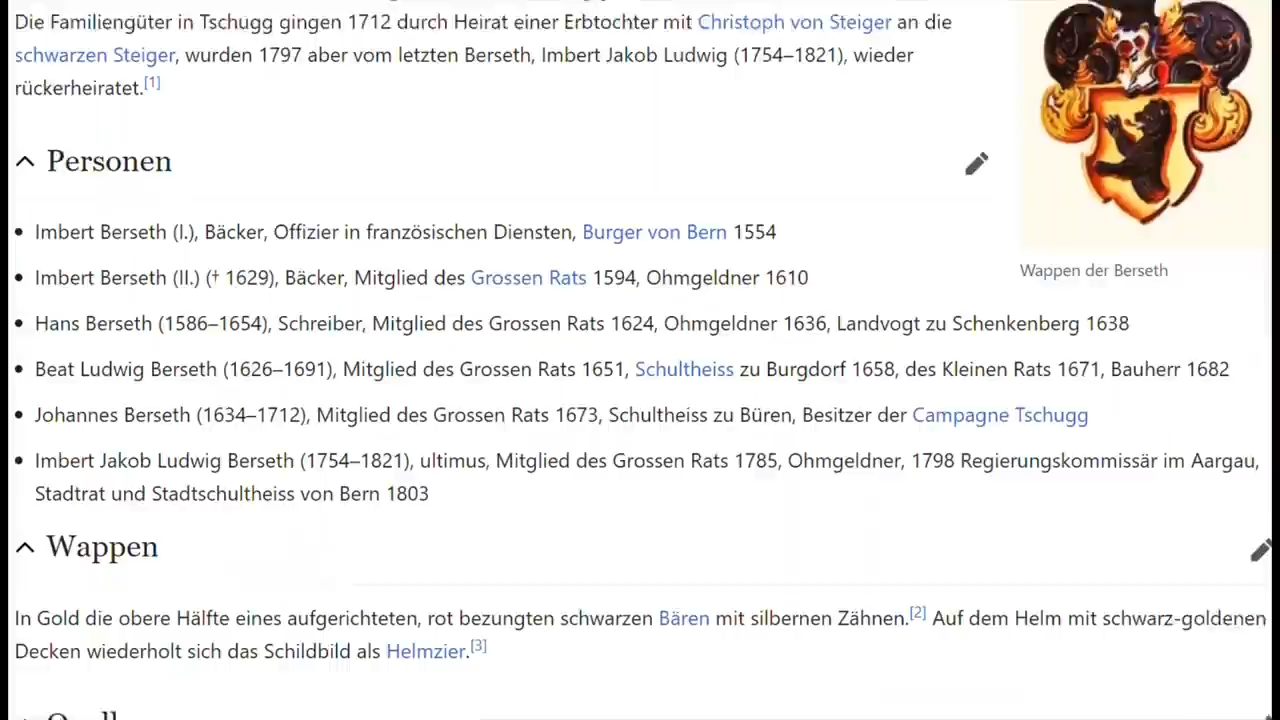 Die Familiengüter in Tschugg gingen 1712 durch Heirat einer Erbtochter mit Christoph von Steiger an die
schwarzen Steiger, wurden 1797 aber vom letzten Berseth, Imbert Jakob Ludwig (1754–1821), wieder
rückerheiratet.[1]
Personen
Imbert Berseth (I.), Bäcker, Offizier in französischen Diensten, Burger von Bern 1554
Imbert Berseth (II.) († 1629), Bäcker, Mitglied des Grossen Rats 1594, Ohmgeldner 1610
Wappen der Berseth
Hans Berseth (1586–1654), Schreiber, Mitglied des Grossen Rats 1624, Ohmgeldner 1636, Landvogt zu Schenkenberg 1638
Beat Ludwig Berseth (1626–1691), Mitglied des Grossen Rats 1651, Schultheiss zu Burgdorf 1658, des Kleinen Rats 1671, Bauherr 1682
Johannes Berseth (1634–1712), Mitglied des Grossen Rats 1673, Schultheiss zu Büren, Besitzer der Campagne Tschugg
Imbert Jakob Ludwig Berseth (1754–1821), ultimus, Mitglied des Grossen Rats 1785, Ohmgeldner, 1798 Regierungskommissär im Aargau,
Stadtrat und Stadtschultheiss von Bern 1803
Wappen
In Gold die obere Hälfte eines aufgerichteten, rot bezungten schwarzen Bären mit silbernen Zähnen.[2] Auf dem Helm mit schwarz-goldenen
Decken wiederholt sich das Schildbild als Helmzier.[3]